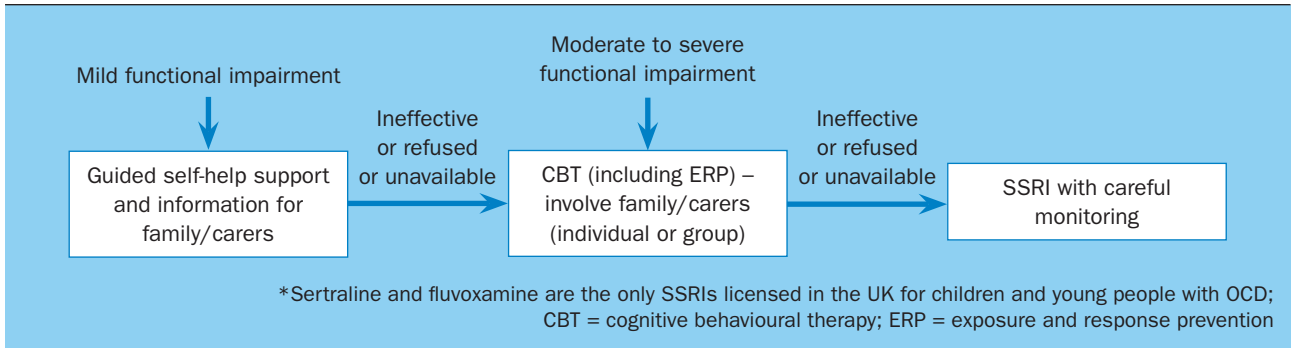 Mild functional impairment
Moderate to severe
functional impairment
Guided self-help support
and information for
family/carers
Ineffective
or refused
or unavailable
CBT (including ERP) –
involve family/carers
(individual or group)
Ineffective
or refused
or unavailable
SSRI with careful
monitoring
*Sertraline and fluvoxamine are the only SSRIs licensed in the UK for children and young people with OCD;
CBT = cognitive behavioural therapy; ERP = exposure and response prevention